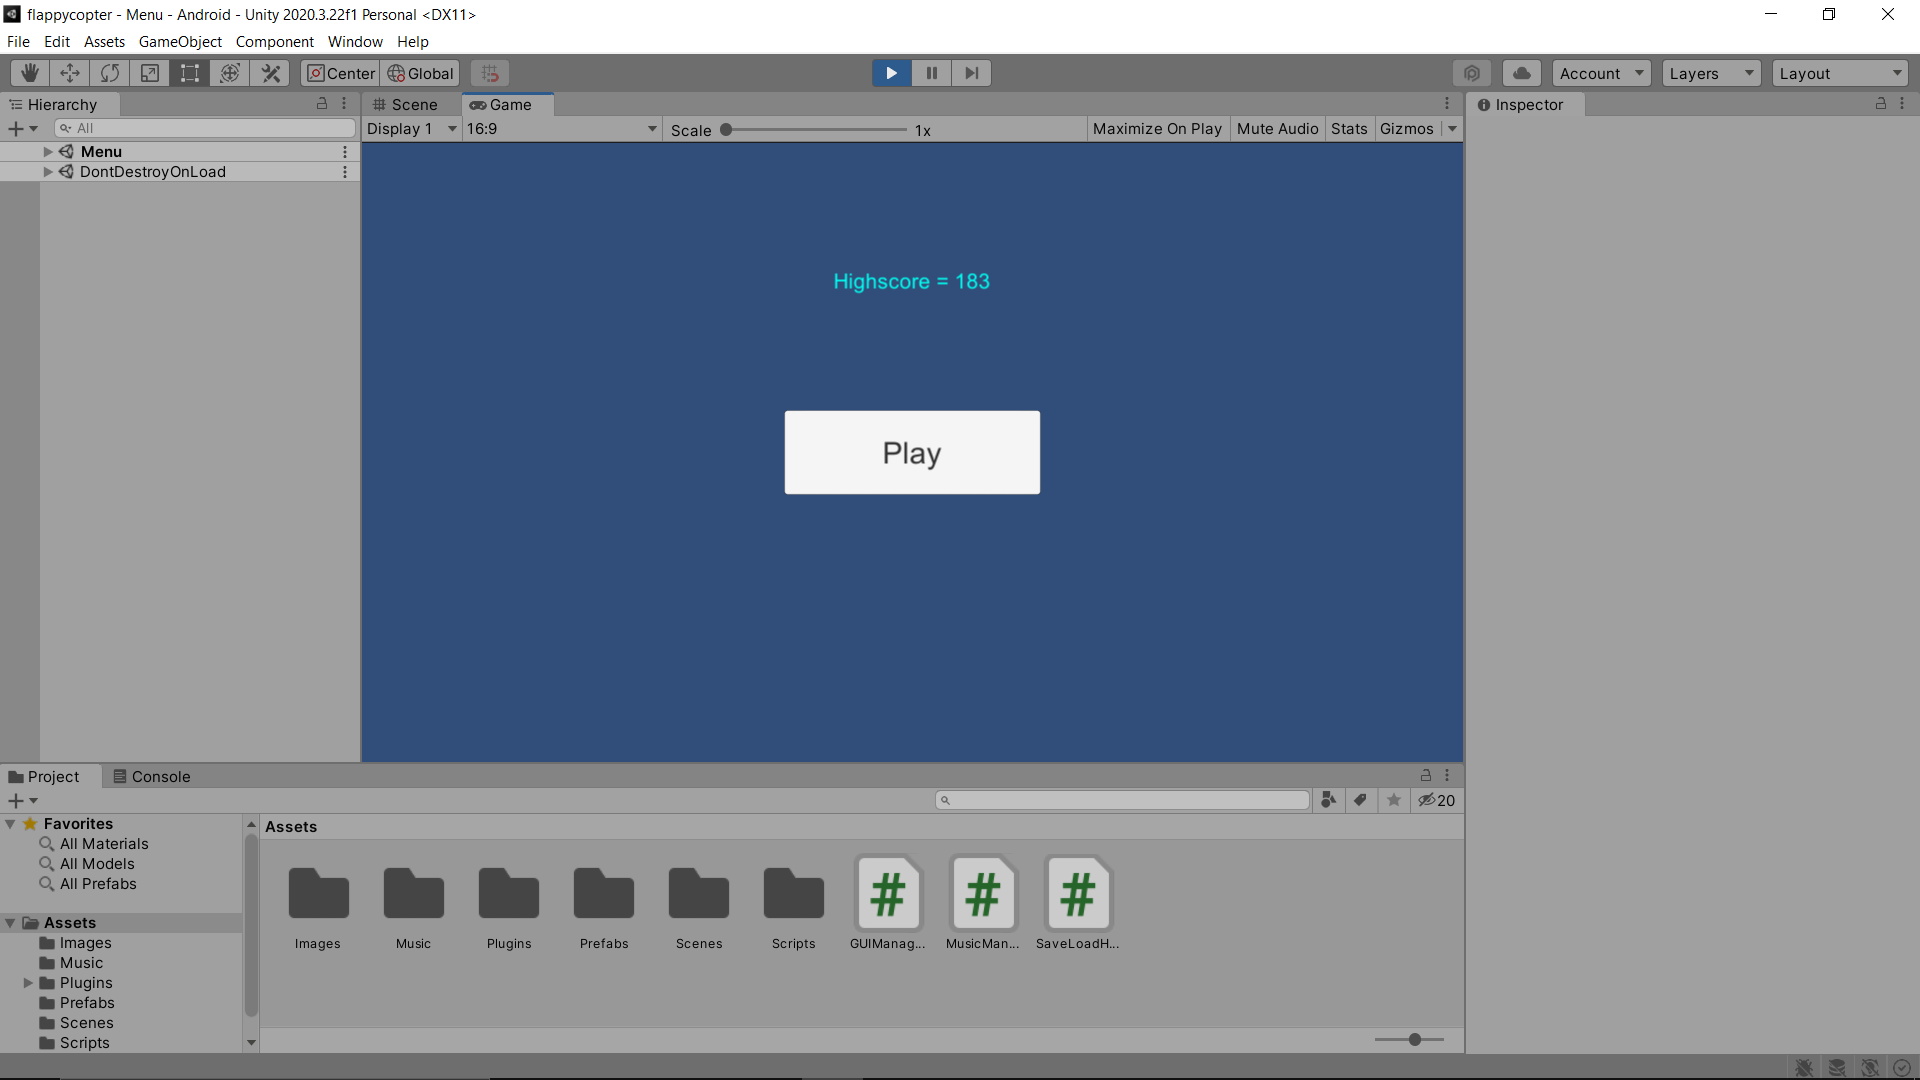 flappycopter - Menu - Android - Unity 2020.3.22f1 Personal <DX11>
File Edit Assets GameObject Component Window Help
Center Global Account Layers Layout
Hierarchy Scene Game Inspector
All Display 1 16:9 Scale 1x Maximize On Play Mute Audio Stats Gizmos
Menu
DontDestroyOnLoad
Highscore = 183
Play
Project Console
20
Favorites
All Materials
All Models
All Prefabs
Assets
Images
Music
Plugins
Prefabs
Scenes
Scripts
Assets
Images Music Plugins Prefabs Scenes Scripts GUIManag... MusicMan... SaveLoadH...